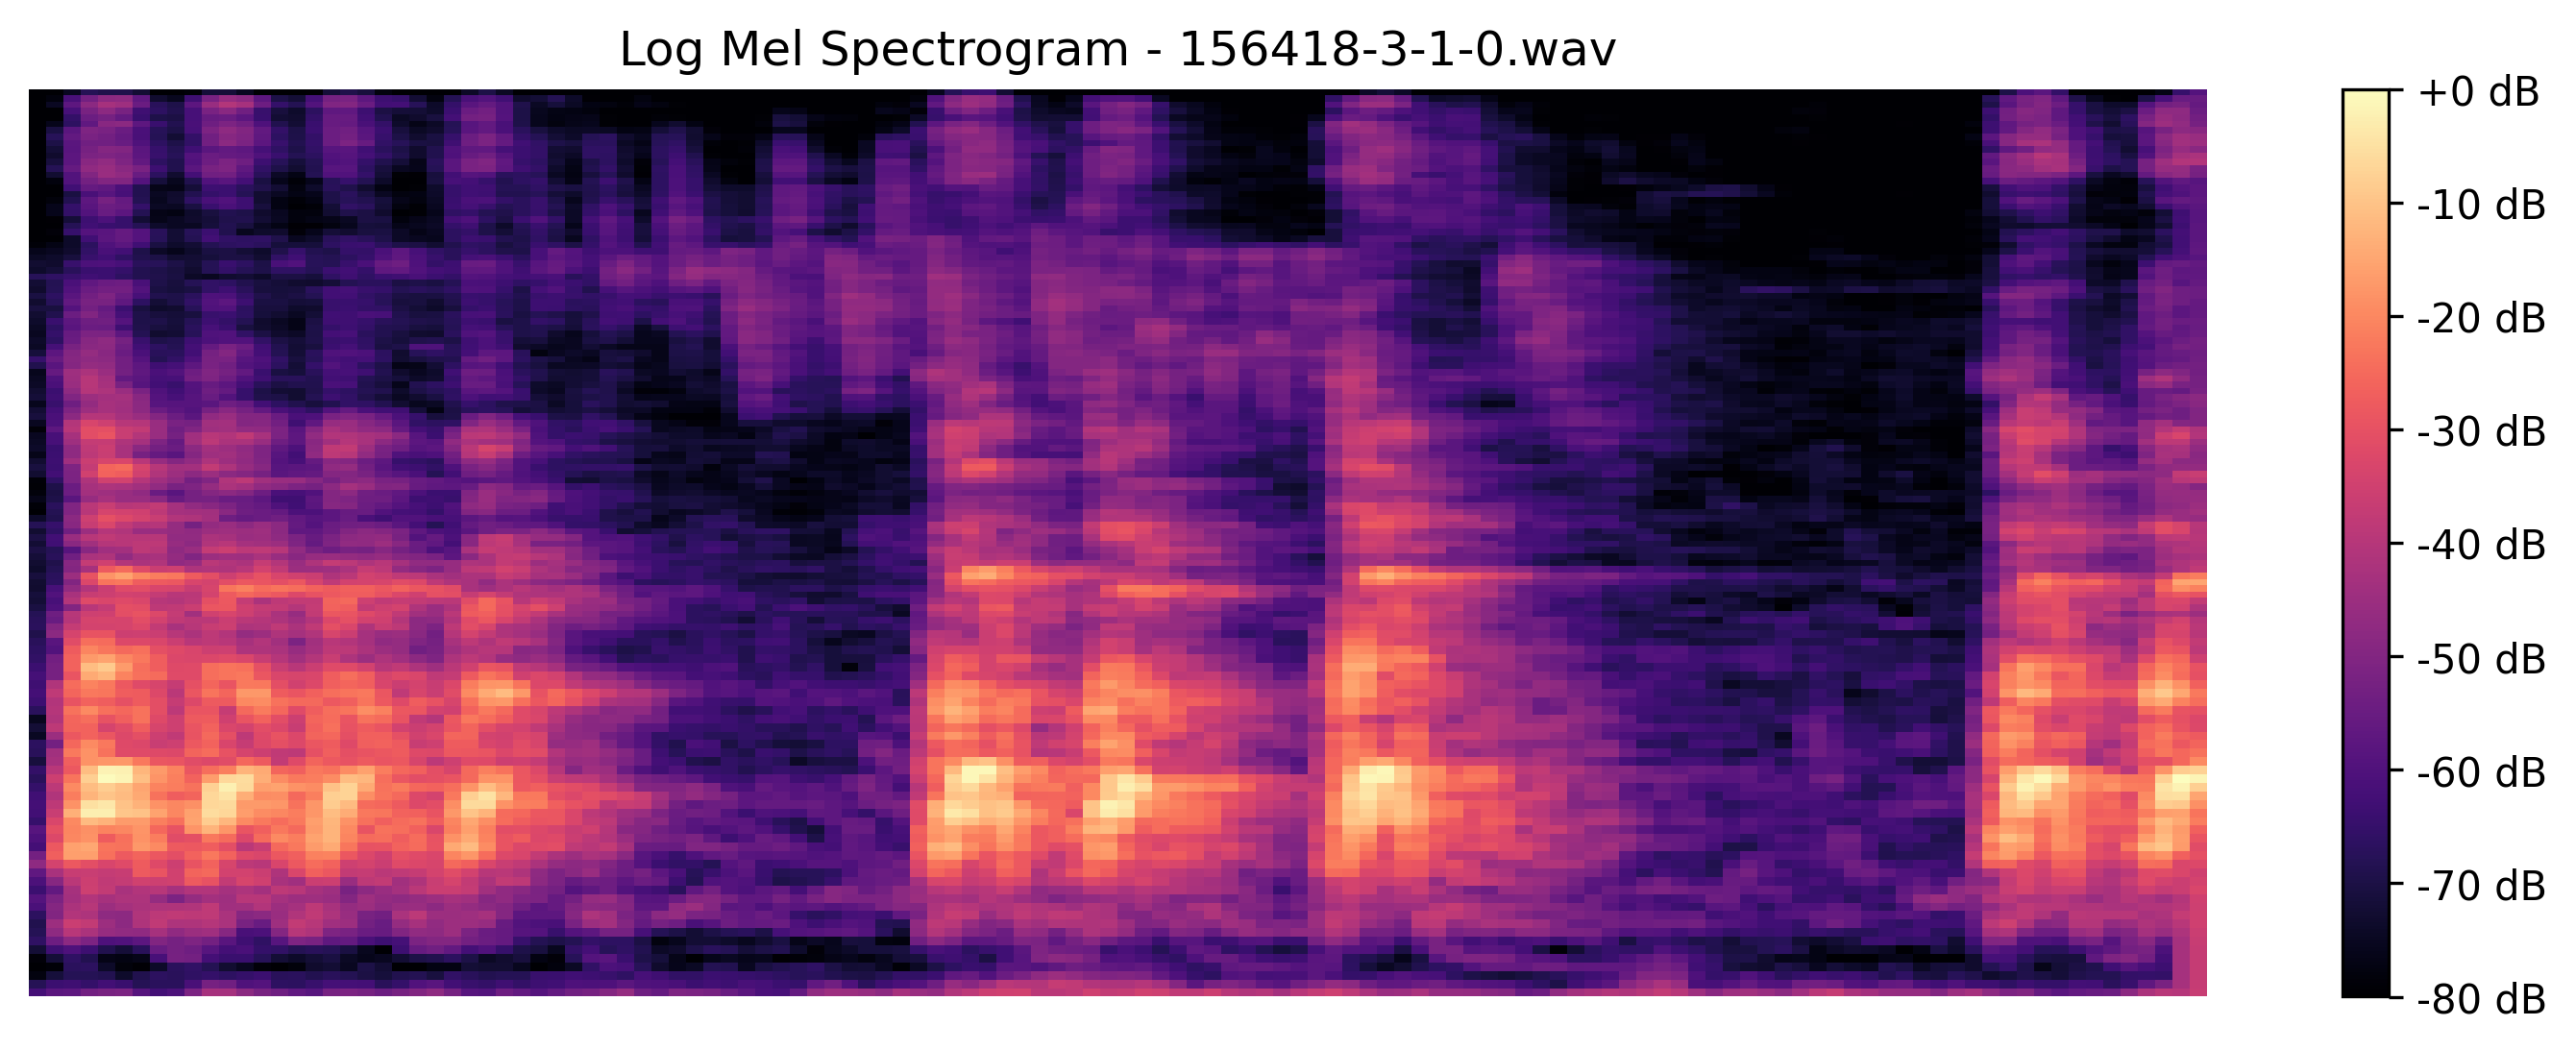 Log Mel Spectrogram - 156418-3-1-0.wav
+0 dB
-10 dB
-20 dB
-30 dB
-40 dB
-50 dB
-60 dB
-70 dB
-80 dB